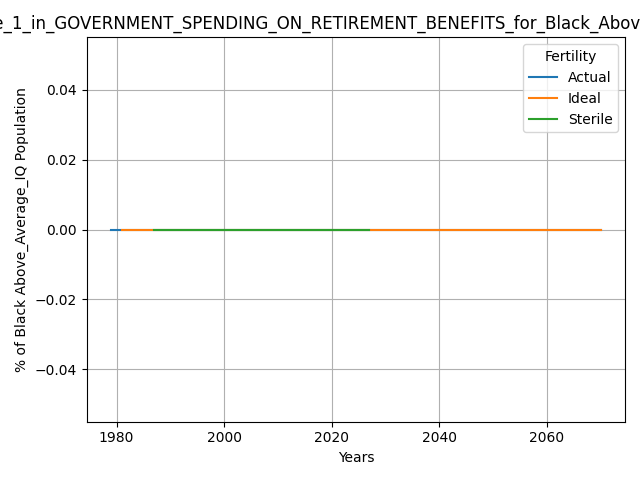 e_1_in_GOVERNMENT_SPENDING_ON_RETIREMENT_BENEFITS_for_Black_Abov
Fertility
Actual
Ideal
Sterile
% of Black Above_Average_IQ Population
0.04
0.02
0.00
−0.02
−0.04
1980 2000 2020 2040 2060
Years